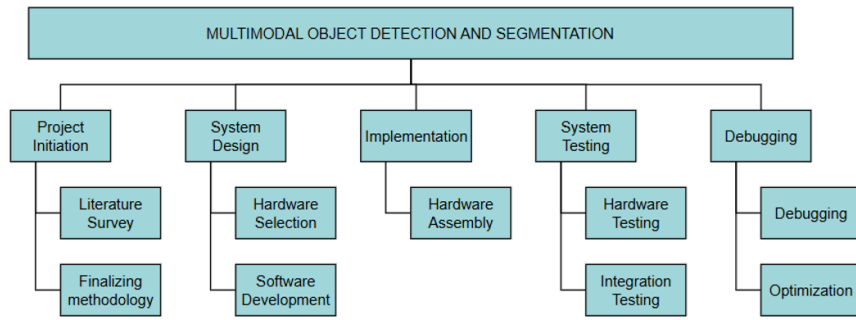 MULTIMODAL OBJECT DETECTION AND SEGMENTATION
Project
Initiation
System
Design
Implementation
System
Testing
Debugging
Literature
Survey
Hardware
Selection
Hardware
Assembly
Hardware
Testing
Debugging
Finalizing
methodology
Software
Development
Integration
Testing
Optimization